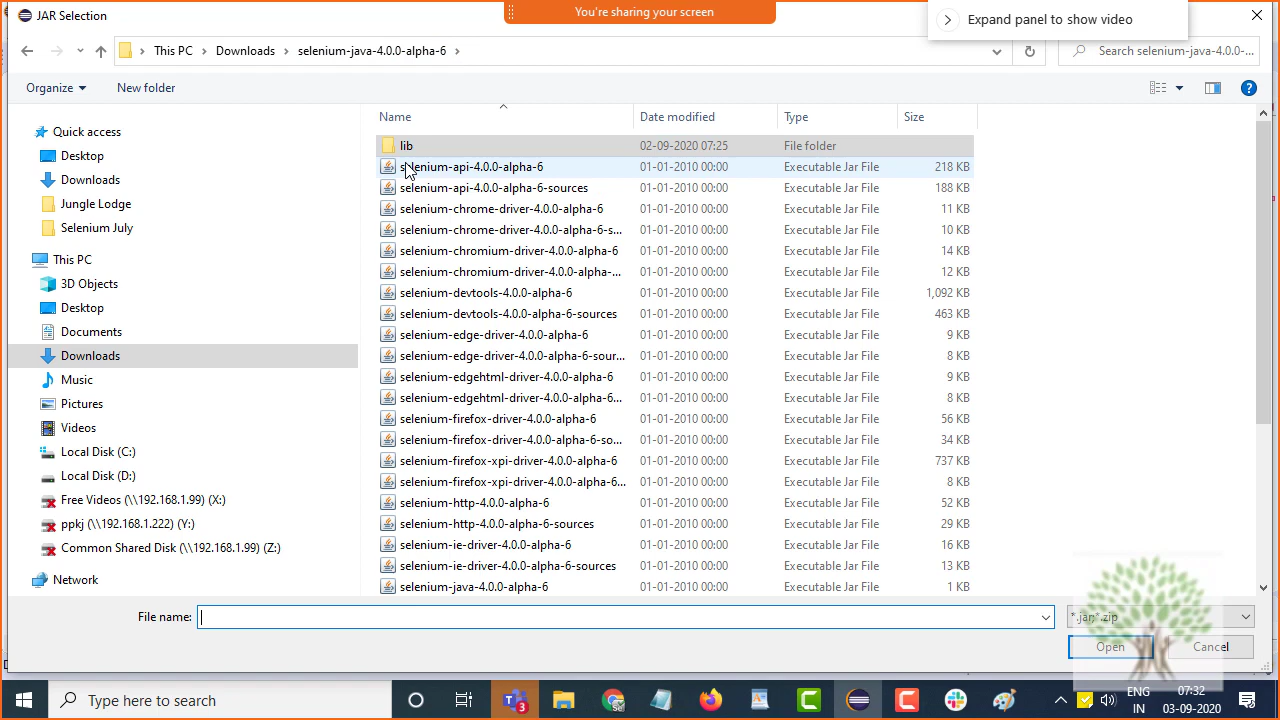 JAR Selection
You're sharing your screen
Expand panel to show video
This PC
Downloads
selenium-java-4.0.0-alpha-6
Search selenium-java-4.0.0-...
Organize
New folder
Name
Date modified
Type
Size
Quick access
Desktop
Downloads
Jungle Lodge
Selenium July
This PC
3D Objects
Desktop
Documents
Downloads
Music
Pictures
Videos
Local Disk (C:)
Local Disk (D:)
Free Videos (\\192.168.1.99) (X:)
ppkj (\\192.168.1.222) (Y:)
Common Shared Disk (\\192.168.1.99) (Z:)
Network
lib 02-09-2020 07:25 File folder
selenium-api-4.0.0-alpha-6 01-01-2010 00:00 Executable Jar File 218 KB
selenium-api-4.0.0-alpha-6-sources 01-01-2010 00:00 Executable Jar File 188 KB
selenium-chrome-driver-4.0.0-alpha-6 01-01-2010 00:00 Executable Jar File 11 KB
selenium-chrome-driver-4.0.0-alpha-6-s... 01-01-2010 00:00 Executable Jar File 10 KB
selenium-chromium-driver-4.0.0-alpha-6 01-01-2010 00:00 Executable Jar File 14 KB
selenium-chromium-driver-4.0.0-alpha-... 01-01-2010 00:00 Executable Jar File 12 KB
selenium-devtools-4.0.0-alpha-6 01-01-2010 00:00 Executable Jar File 1,092 KB
selenium-devtools-4.0.0-alpha-6-sources 01-01-2010 00:00 Executable Jar File 463 KB
selenium-edge-driver-4.0.0-alpha-6 01-01-2010 00:00 Executable Jar File 9 KB
selenium-edge-driver-4.0.0-alpha-6-sour... 01-01-2010 00:00 Executable Jar File 8 KB
selenium-edgehtml-driver-4.0.0-alpha-6 01-01-2010 00:00 Executable Jar File 9 KB
selenium-edgehtml-driver-4.0.0-alpha-6... 01-01-2010 00:00 Executable Jar File 8 KB
selenium-firefox-driver-4.0.0-alpha-6 01-01-2010 00:00 Executable Jar File 56 KB
selenium-firefox-driver-4.0.0-alpha-6-so... 01-01-2010 00:00 Executable Jar File 34 KB
selenium-firefox-xpi-driver-4.0.0-alpha-6 01-01-2010 00:00 Executable Jar File 737 KB
selenium-firefox-xpi-driver-4.0.0-alpha-6... 01-01-2010 00:00 Executable Jar File 8 KB
selenium-http-4.0.0-alpha-6 01-01-2010 00:00 Executable Jar File 52 KB
selenium-http-4.0.0-alpha-6-sources 01-01-2010 00:00 Executable Jar File 29 KB
selenium-ie-driver-4.0.0-alpha-6 01-01-2010 00:00 Executable Jar File 16 KB
selenium-ie-driver-4.0.0-alpha-6-sources 01-01-2010 00:00 Executable Jar File 13 KB
selenium-java-4.0.0-alpha-6 01-01-2010 00:00 Executable Jar File 1 KB
File name:
*.jar;*.zip
Open
Cancel
Type here to search
3
ENG
IN
07:32
03-09-2020